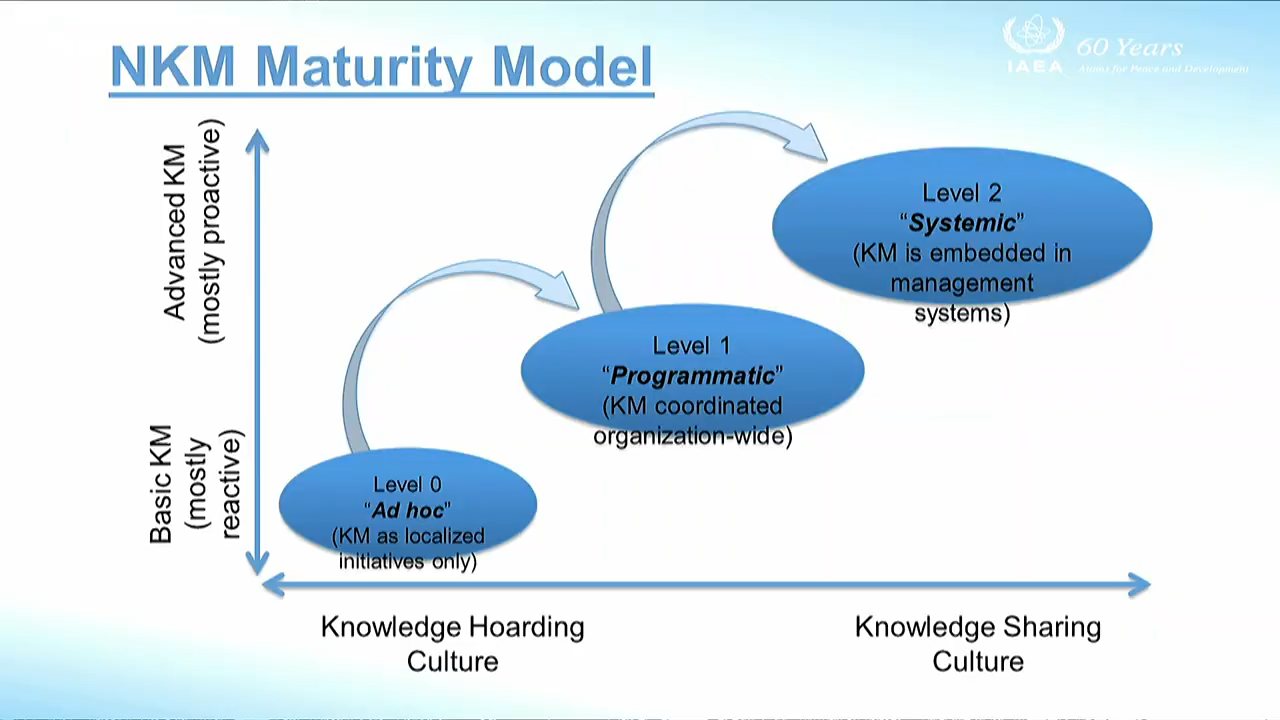 NKM Maturity Model
IAEA
60 Years
Atoms for Peace and Development
Advanced KM
(mostly proactive)
Basic KM
(mostly
reactive)
Level 2
“Systemic”
(KM is embedded in
management
systems)
Level 1
“Programmatic”
(KM coordinated
organization-wide)
Level 0
“Ad hoc”
(KM as localized
initiatives only)
Knowledge Hoarding
Culture
Knowledge Sharing
Culture